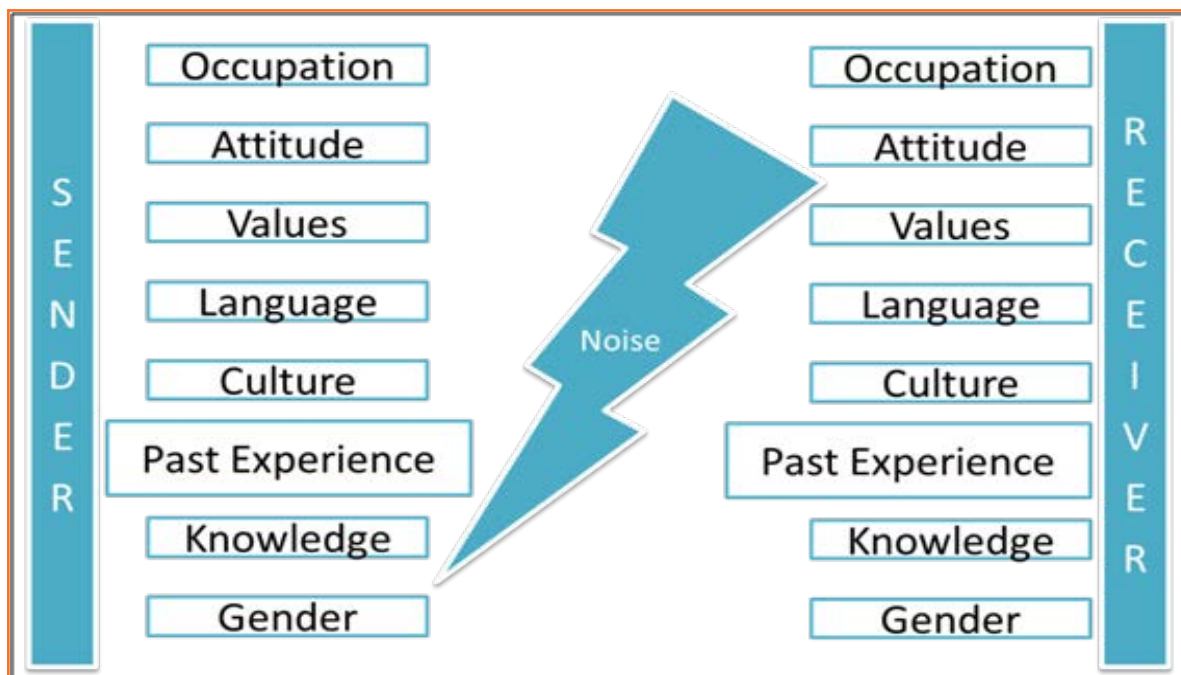 SENDER
Occupation
Attitude
Values
Language
Culture
Past Experience
Knowledge
Gender
Noise
Occupation
Attitude
Values
Language
Culture
Past Experience
Knowledge
Gender
RECEIVER